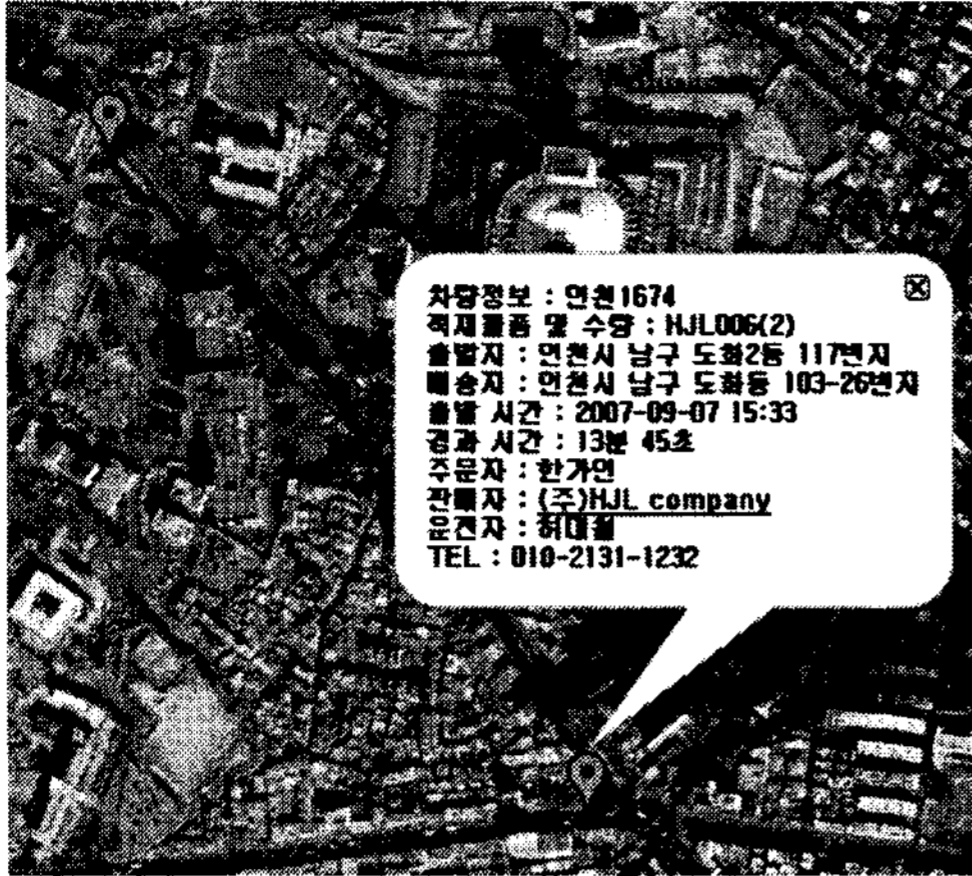 차량정보 : 인천1674
적재물품 및 수량 : HJL006(2)
출발지 : 인천시 남구 도화2동 117번지
배송지 : 인천시 남구 도화동 103-26번지
출발 시간 : 2007-09-07 15:33
경과 시간 : 13분 45초
주문자 : 한가인
판매자 : (주)HJL company
운전자 : 허대철
TEL : 010-2131-1232